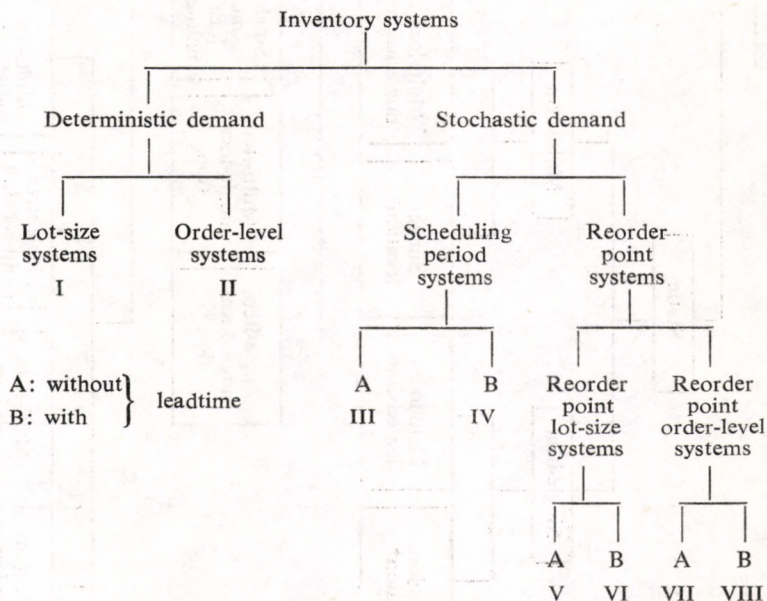 Inventory systems
Deterministic demand
Stochastic demand
Lot-size
systems
I
Order-level
systems
II
Scheduling
period
systems
Reorder
point
systems
A: without
B: with
leadtime
A
III
B
IV
Reorder
point
lot-size
systems
Reorder
point
order-level
systems
A
V
B
VI
A
VII
B
VIII